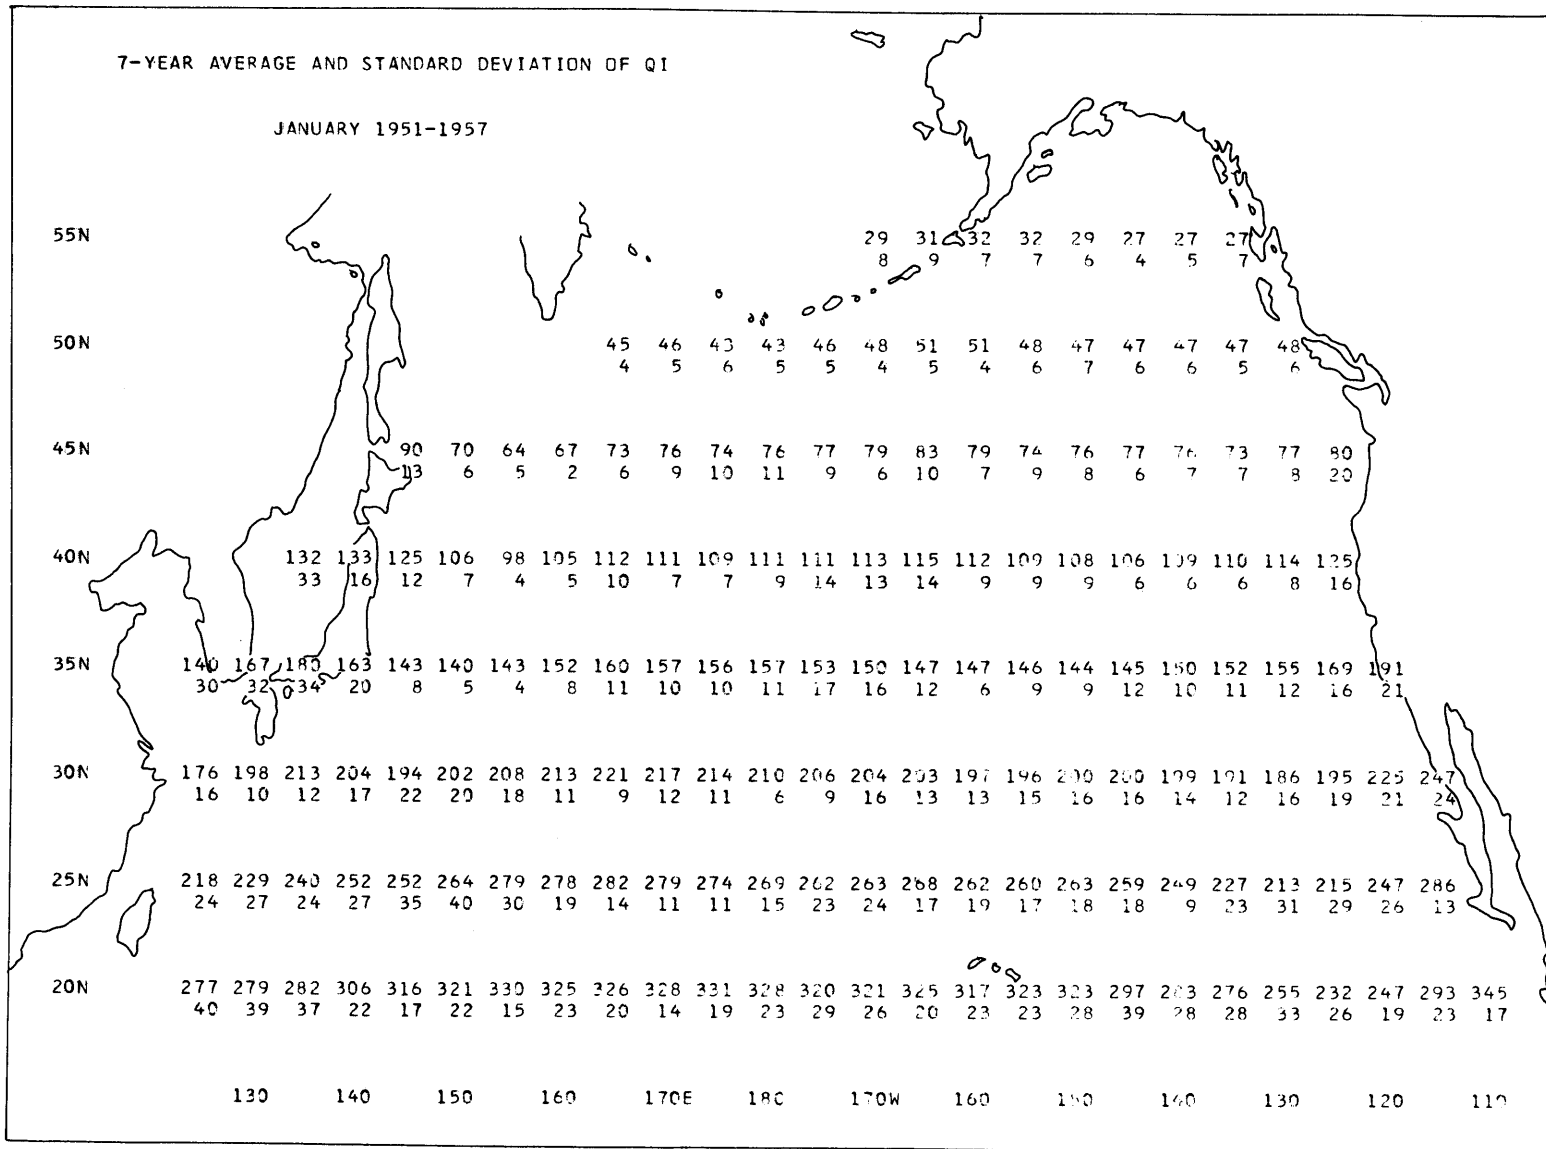 7-YEAR AVERAGE AND STANDARD DEVIATION OF QI
JANUARY 1951-1957
55N 29 31 32 32 29 27 27 27
8 9 7 7 6 4 5 7
50N 45 46 43 43 46 48 51 51 48 47 47 47 47 48
4 5 6 5 5 4 5 4 6 7 6 6 5 6
45N 90 70 64 67 73 76 74 76 77 79 83 79 74 76 77 76 73 77 80
13 6 5 2 6 9 10 11 9 6 10 7 9 8 6 7 7 8 20
40N 132 133 125 106 98 105 112 111 109 111 111 113 115 112 109 108 106 109 110 114 125
33 16 12 7 4 5 10 7 7 9 14 13 14 9 9 9 6 6 6 8 16
35N 140 167 180 163 143 140 143 152 160 157 156 157 153 150 147 147 146 144 145 150 152 155 169 191
30 32 34 20 8 5 4 8 11 10 10 11 17 16 12 6 9 9 12 10 11 12 16 21
30N 176 198 213 204 194 202 208 213 221 217 214 210 206 204 203 197 196 200 200 199 191 186 195 225 247
16 10 12 17 22 20 18 11 9 12 11 6 9 16 13 13 15 16 16 14 12 16 19 21 24
25N 218 229 240 252 252 264 279 278 282 279 274 269 262 263 268 262 260 263 259 249 227 213 215 247 286
24 27 24 27 35 40 30 19 14 11 11 15 23 24 17 19 17 18 18 9 23 31 29 26 13
20N 277 279 282 306 316 321 330 325 326 328 331 328 320 321 325 317 323 323 297 283 276 255 232 247 293 345
40 39 37 22 17 22 15 23 20 14 19 23 29 26 20 23 23 28 39 28 28 33 26 19 23 17
130 140 150 160 170E 180 170W 160 150 140 130 120 110